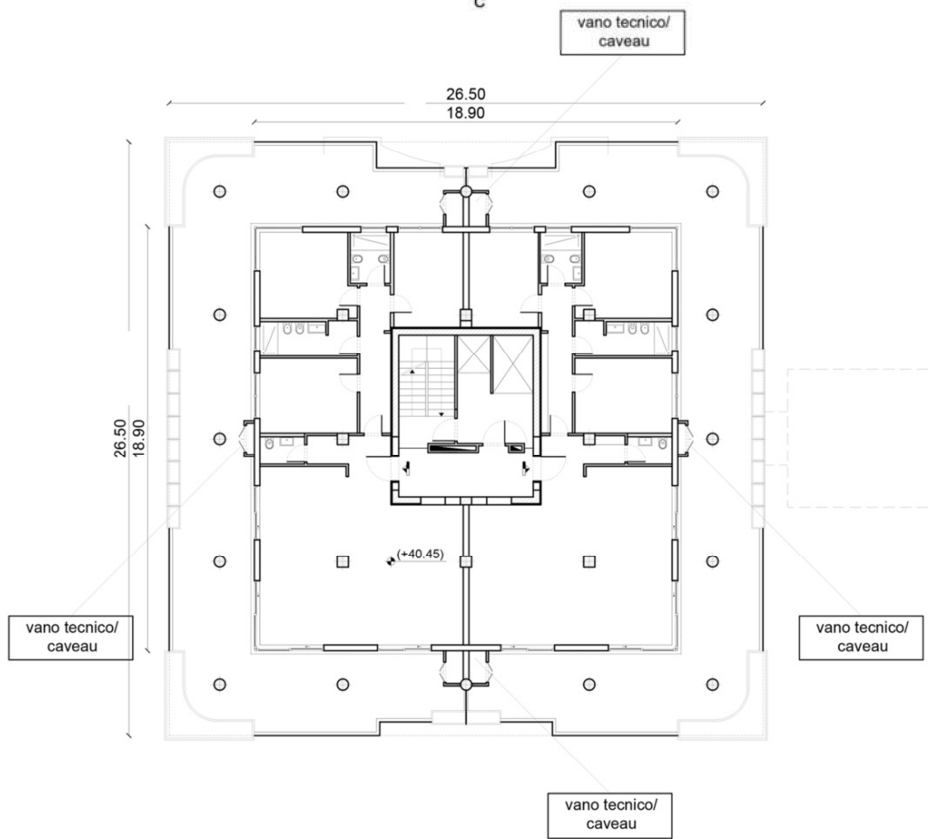 C
vano tecnico/
caveau
26.50
18.90
26.50
18.90
(+40.45)
vano tecnico/
caveau
vano tecnico/
caveau
vano tecnico/
caveau